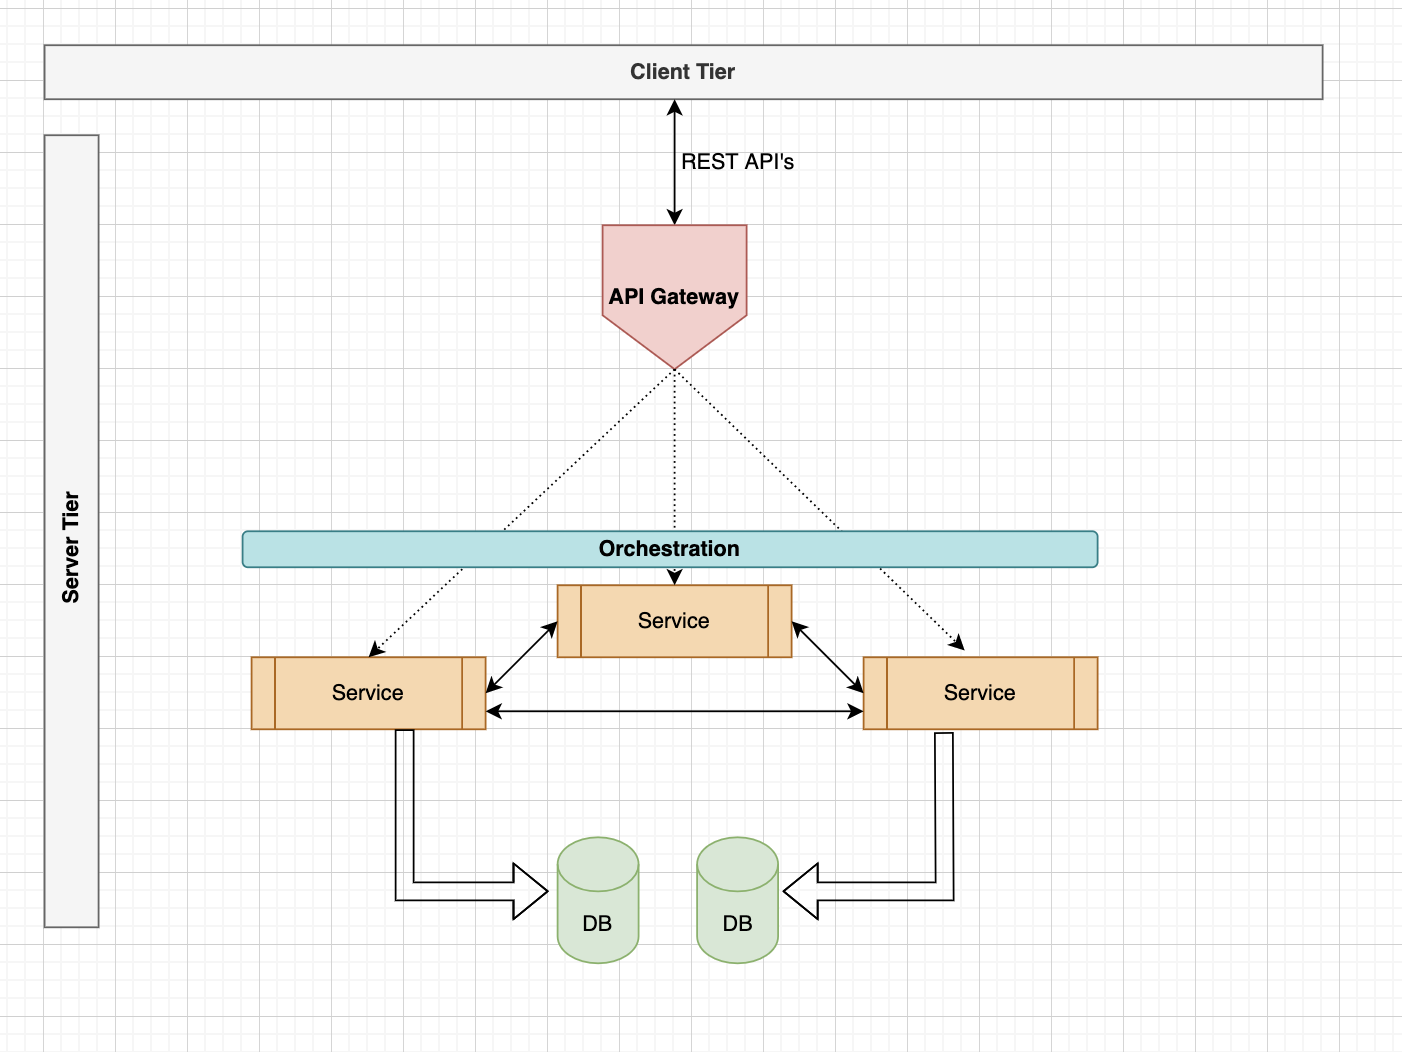 Client Tier
REST API's
API Gateway
Server Tier
Orchestration
Service
Service
Service
DB
DB